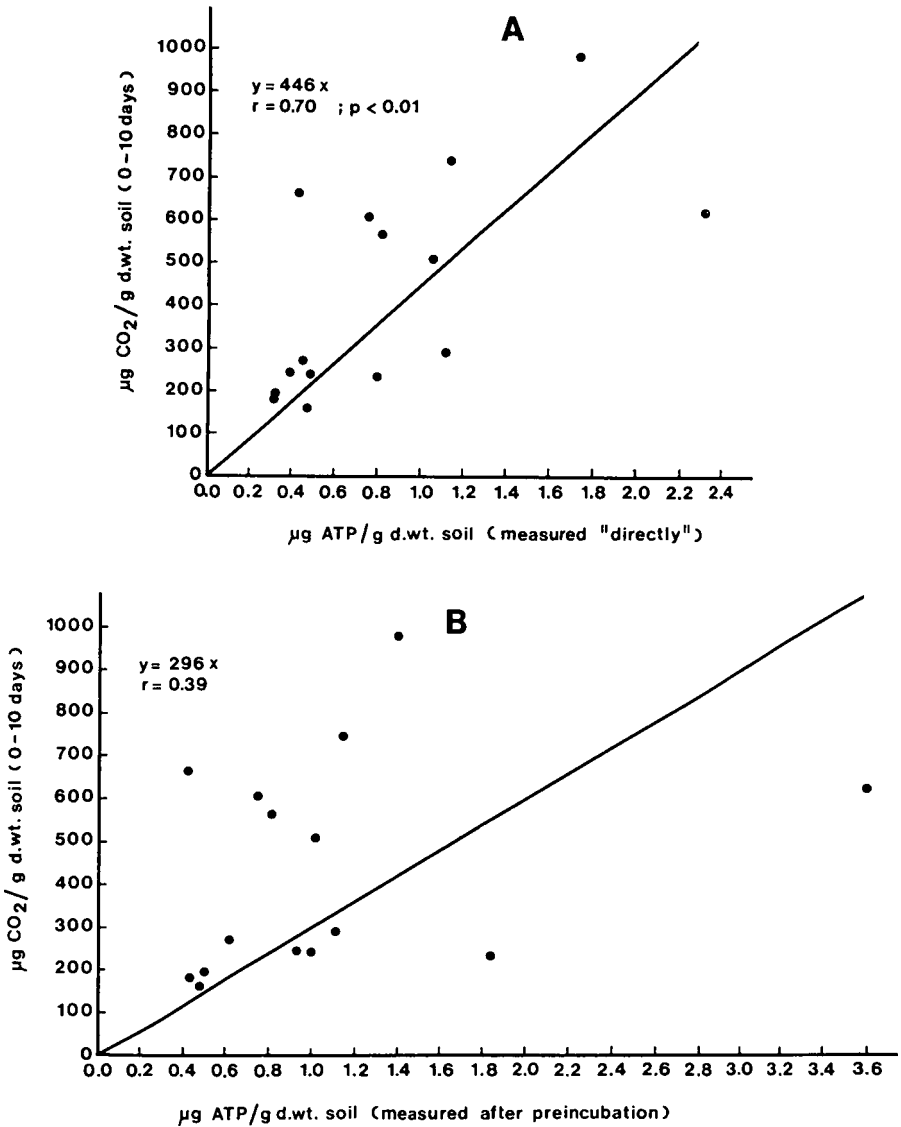 A
y = 446 x
r = 0.70 ; p < 0.01
1000
900
800
700
600
500
400
300
200
100
0
µg CO2/g d.wt. soil (0-10 days)
0.0 0.2 0.4 0.6 0.8 1.0 1.2 1.4 1.6 1.8 2.0 2.2 2.4
µg ATP/g d.wt. soil (measured "directly")
B
y = 296 x
r = 0.39
1000
900
800
700
600
500
400
300
200
100
0
µg CO2/g d.wt. soil (0-10 days)
0.0 0.2 0.4 0.6 0.8 1.0 1.2 1.4 1.6 1.8 2.0 2.2 2.4 2.6 2.8 3.0 3.2 3.4 3.6
µg ATP/g d.wt. soil (measured after preincubation)